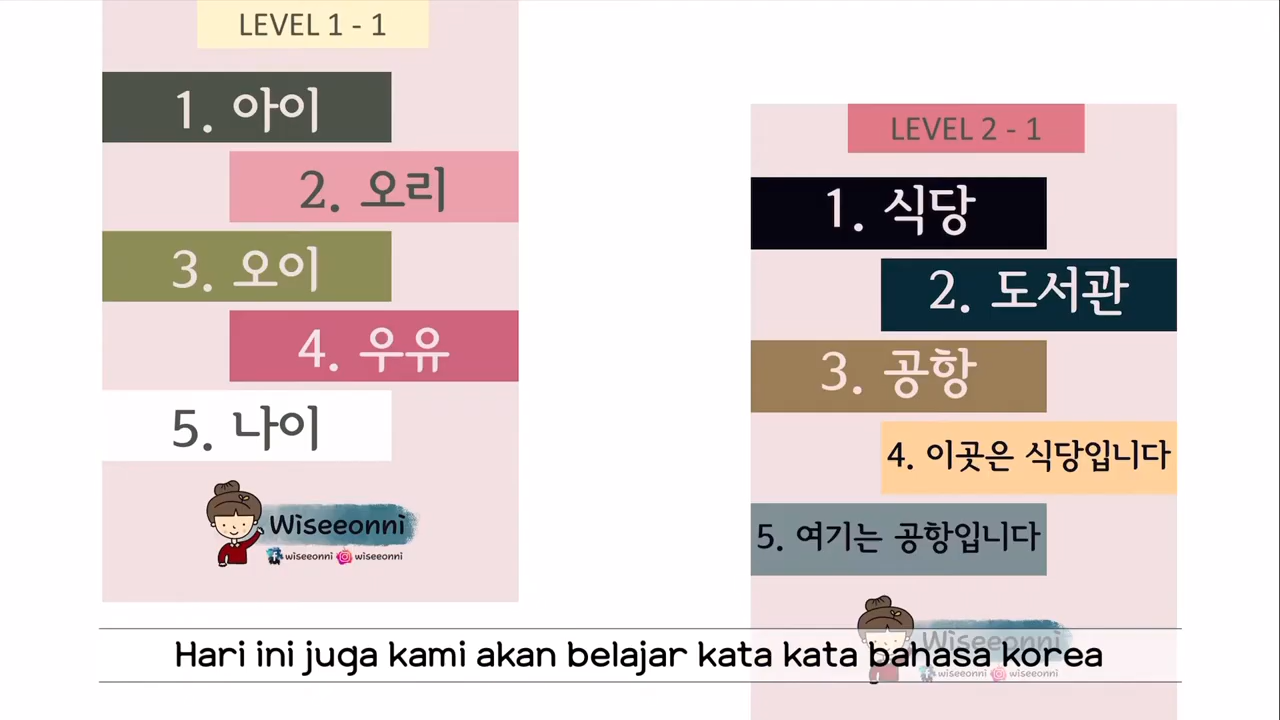 LEVEL 1 - 1
1. 아이
2. 오리
3. 오이
4. 우유
5. 나이
Wiseeonni
wiseeonni wiseeonni
LEVEL 2 - 1
1. 식당
2. 도서관
3. 공항
4. 이곳은 식당입니다
5. 여기는 공항입니다
Wiseeonni
wiseeonni wiseeonni
Hari ini juga kami akan belajar kata kata bahasa korea